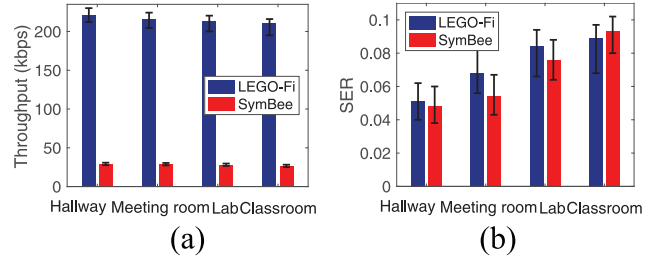 Throughput (kbps)
200
150
100
50
0
LEGO-Fi
SymBee
Hallway Meeting room Lab Classroom
(a)
SER
0.1
0.08
0.06
0.04
0.02
0
LEGO-Fi
SymBee
Hallway Meeting room Lab Classroom
(b)